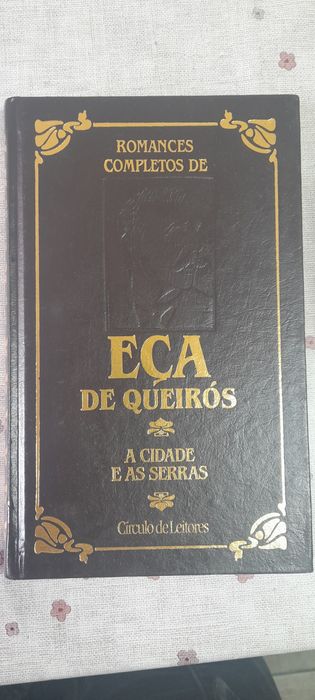 ROMANCES
COMPLETOS DE
EÇA
DE QUEIRÓS
A CIDADE
E AS SERRAS
Círculo de Leitores